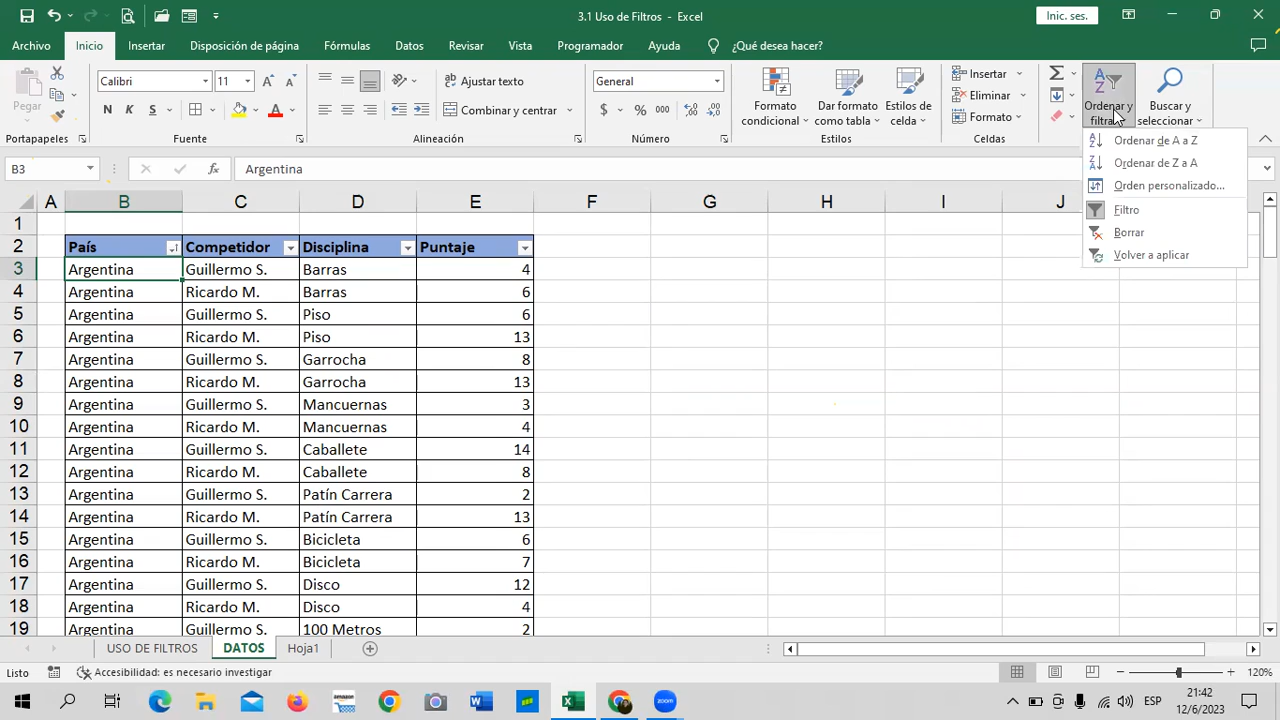 3.1 Uso de Filtros - Excel
Inic. ses.
Archivo Inicio Insertar Disposición de página Fórmulas Datos Revisar Vista Programador Ayuda ¿Qué desea hacer?
Pegar
Portapapeles
Calibri 11
N K S
Fuente
Ajustar texto
Combinar y centrar
Alineación
General
$ % 000
Número
Formato condicional
Dar formato como tabla
Estilos de celda
Estilos
Insertar
Eliminar
Formato
Celdas
Ordenar y filtrar
Buscar y seleccionar
Ordenar de A a Z
Ordenar de Z a A
Orden personalizado...
Filtro
Borrar
Volver a aplicar
B3 fx Argentina
A B C D E F G H I J
1
2 País Competidor Disciplina Puntaje
3 Argentina Guillermo S. Barras 4
4 Argentina Ricardo M. Barras 6
5 Argentina Guillermo S. Piso 6
6 Argentina Ricardo M. Piso 13
7 Argentina Guillermo S. Garrocha 8
8 Argentina Ricardo M. Garrocha 13
9 Argentina Guillermo S. Mancuernas 3
10 Argentina Ricardo M. Mancuernas 4
11 Argentina Guillermo S. Caballete 14
12 Argentina Ricardo M. Caballete 8
13 Argentina Guillermo S. Patín Carrera 2
14 Argentina Ricardo M. Patín Carrera 13
15 Argentina Guillermo S. Bicicleta 6
16 Argentina Ricardo M. Bicicleta 7
17 Argentina Guillermo S. Disco 12
18 Argentina Ricardo M. Disco 4
19 Argentina Guillermo S. 100 Metros 2
USO DE FILTROS DATOS Hoja1
Listo Accesibilidad: es necesario investigar 120%
ESP 21:42
12/6/2023